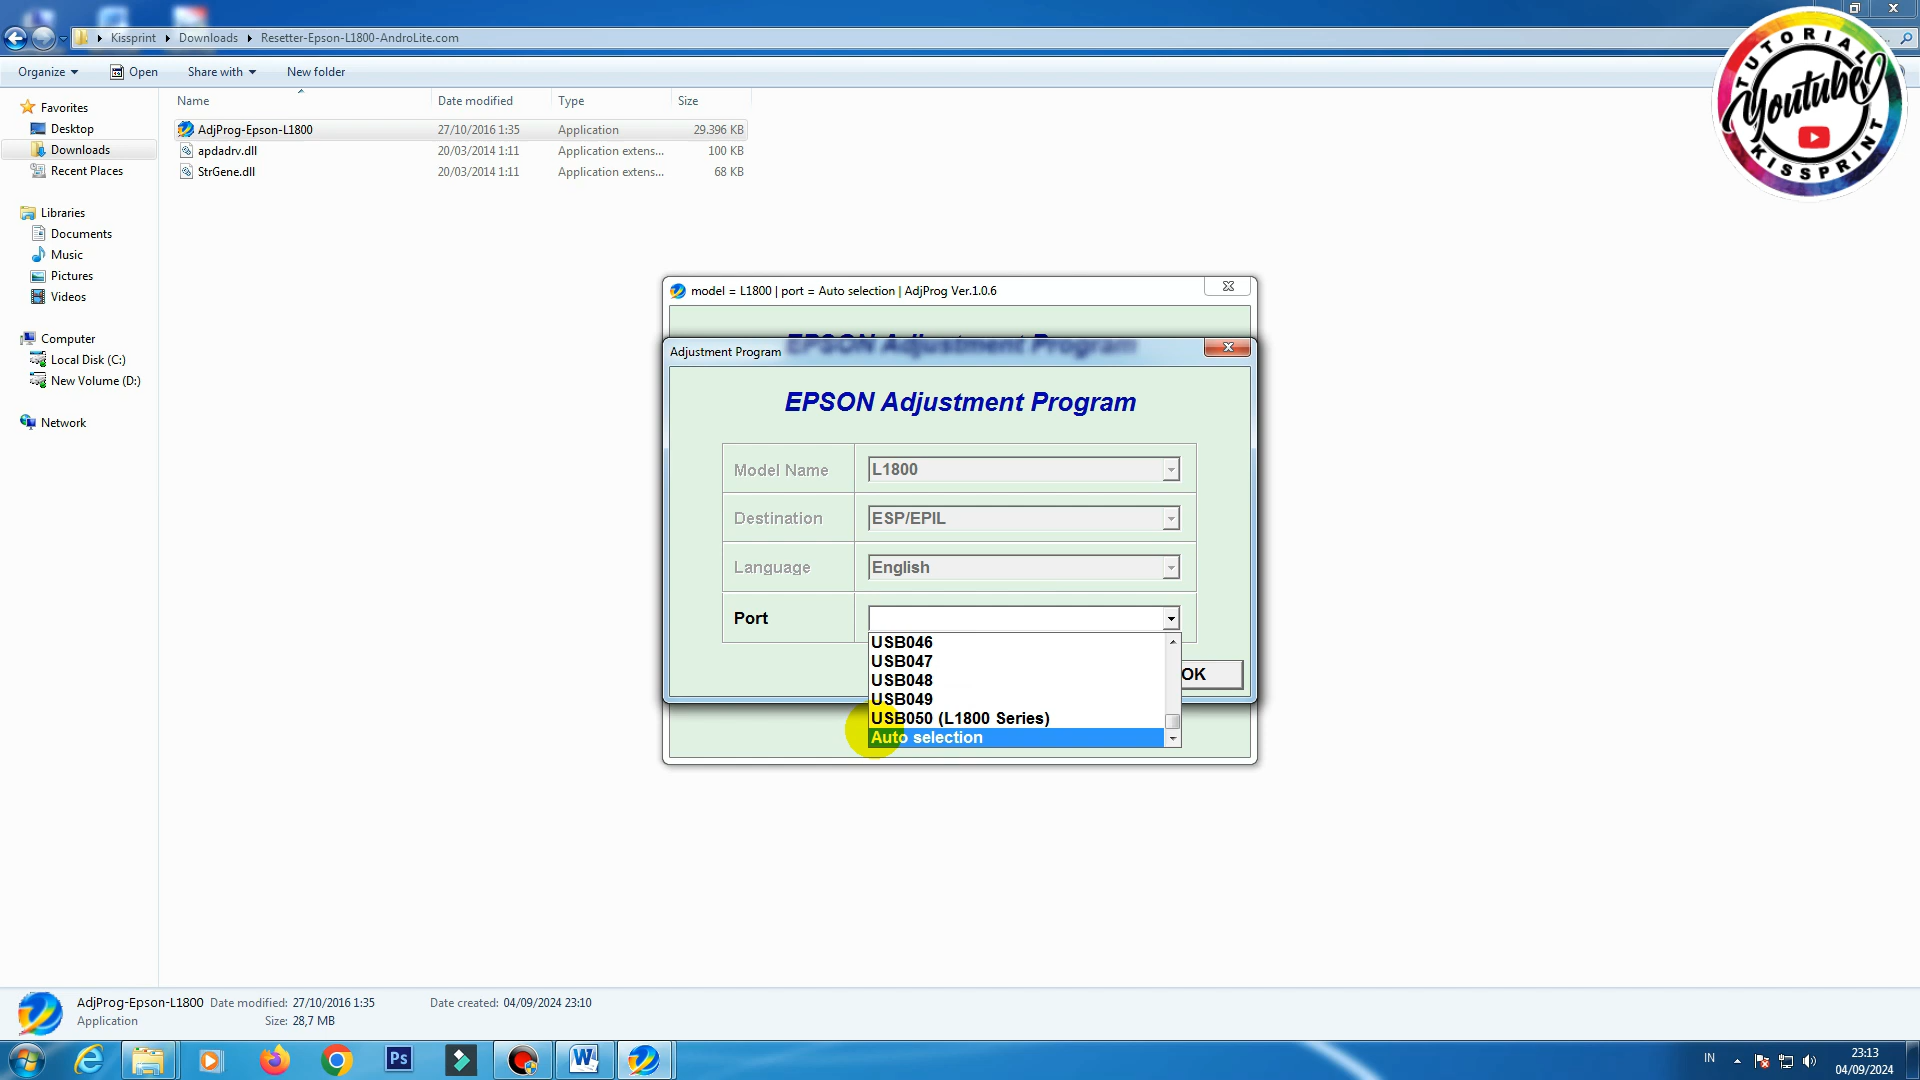 Kissprint Downloads Resetter-Epson-L1800-AndroLite.com
Organize Open Share with New folder
Name Date modified Type Size
Favorites
Desktop
Downloads
Recent Places
Libraries
Documents
Music
Pictures
Videos
Computer
Local Disk (C:)
New Volume (D:)
Network
AdjProg-Epson-L1800 27/10/2016 1:35 Application 29.396 KB
apdadrv.dll 20/03/2014 1:11 Application extens... 100 KB
StrGene.dll 20/03/2014 1:11 Application extens... 68 KB
TUTORIAL
Youtube
KISSPRINT
model = L1800 | port = Auto selection | AdjProg Ver.1.0.6
EPSON Adjustment Program
Adjustment Program
EPSON Adjustment Program
Model Name L1800
Destination ESP/EPIL
Language English
Port
USB046
USB047
USB048
USB049
USB050 (L1800 Series)
Auto selection
OK
AdjProg-Epson-L1800 Date modified: 27/10/2016 1:35 Date created: 04/09/2024 23:10
Application Size: 28,7 MB
Ps
W
IN
23:13
04/09/2024